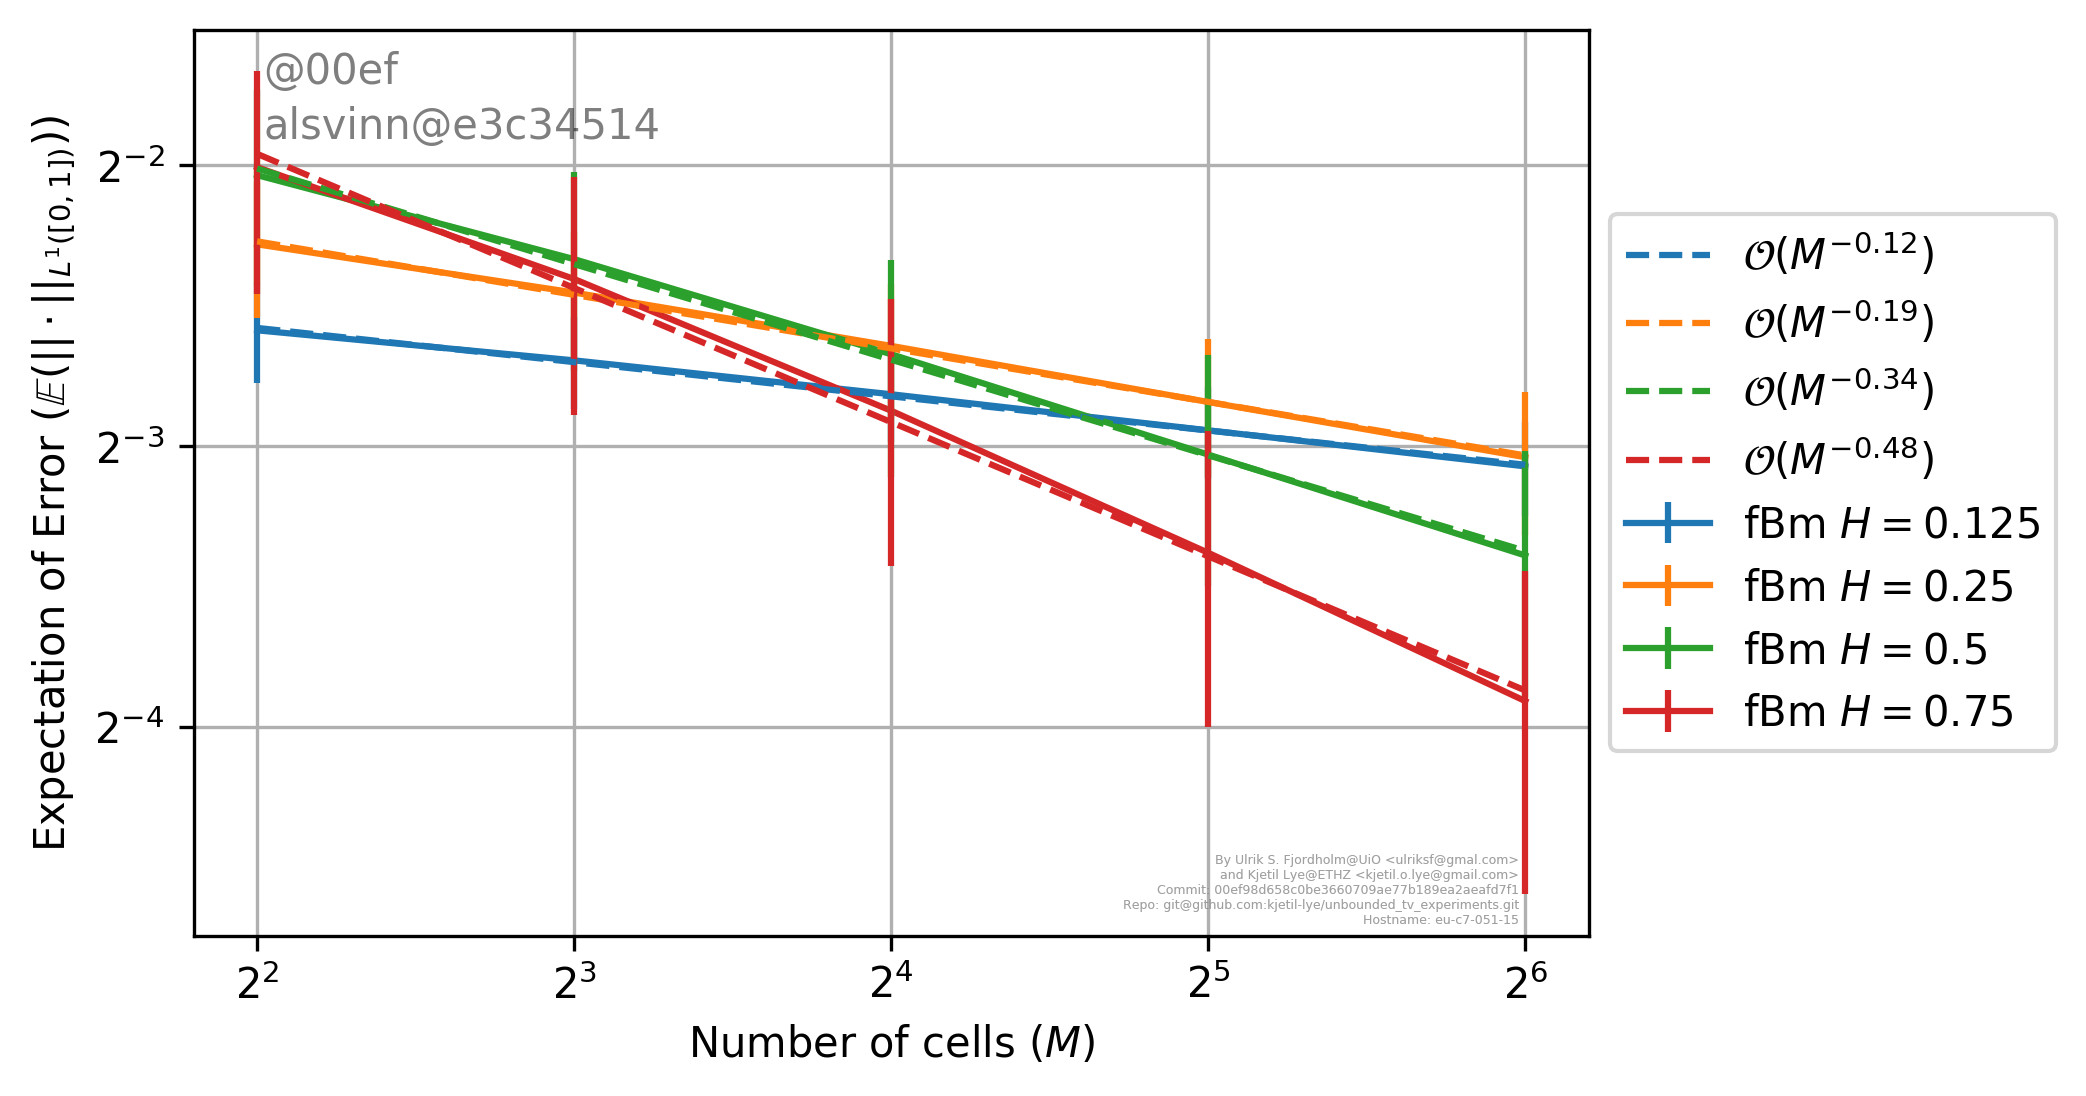 @00ef
alsvinn@e3c34514
Expectation of Error (𝔼(|| · ||_{L^1([0,1])}))
2^{-2}
2^{-3}
2^{-4}
2^2
2^3
2^4
2^5
2^6
Number of cells (M)
By Ulrik S. Fjordholm@UiO <ulriksf@gmal.com>
and Kjetil Lye@ETHZ <kjetil.o.lye@gmail.com>
Commit: 00ef98d658c0be3660709ae77b189ea2aeafd7f1
Repo: git@github.com:kjetil-lye/unbounded_tv_experiments.git
Hostname: eu-c7-051-15
𝒪(M^{-0.12})
𝒪(M^{-0.19})
𝒪(M^{-0.34})
𝒪(M^{-0.48})
fBm H = 0.125
fBm H = 0.25
fBm H = 0.5
fBm H = 0.75